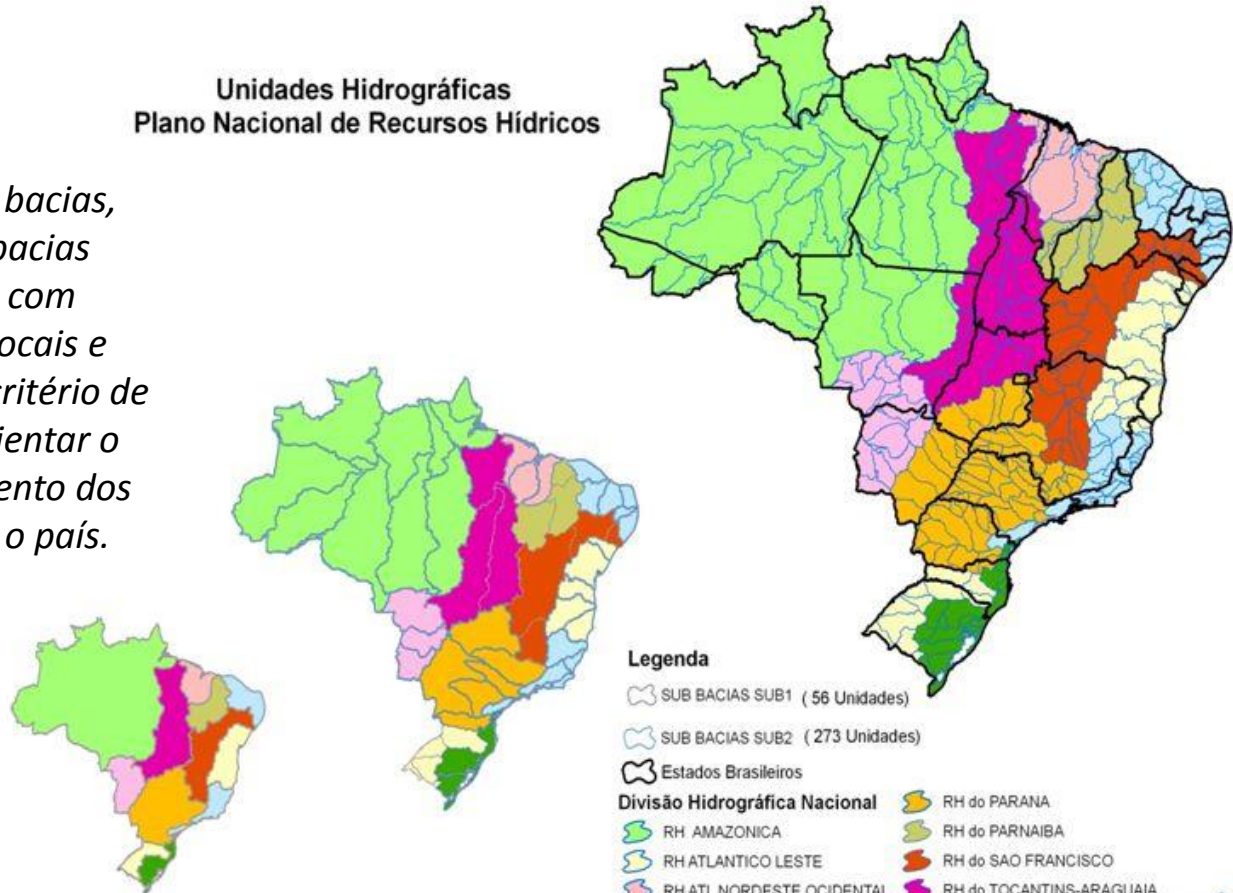 Unidades Hidrográficas
Plano Nacional de Recursos Hídricos
bacias,
bacias
com
ocais e
critério de
ientar o
ento dos
o país.
Legenda
SUB BACIAS SUB1 ( 56 Unidades)
SUB BACIAS SUB2 ( 273 Unidades)
Estados Brasileiros
Divisão Hidrográfica Nacional
RH AMAZONICA
RH ATLANTICO LESTE
RH ATL NORDESTE OCIDENTAL
RH do PARANA
RH do PARNAIBA
RH do SAO FRANCISCO
RH do TOCANTINS-ARAGUAIA